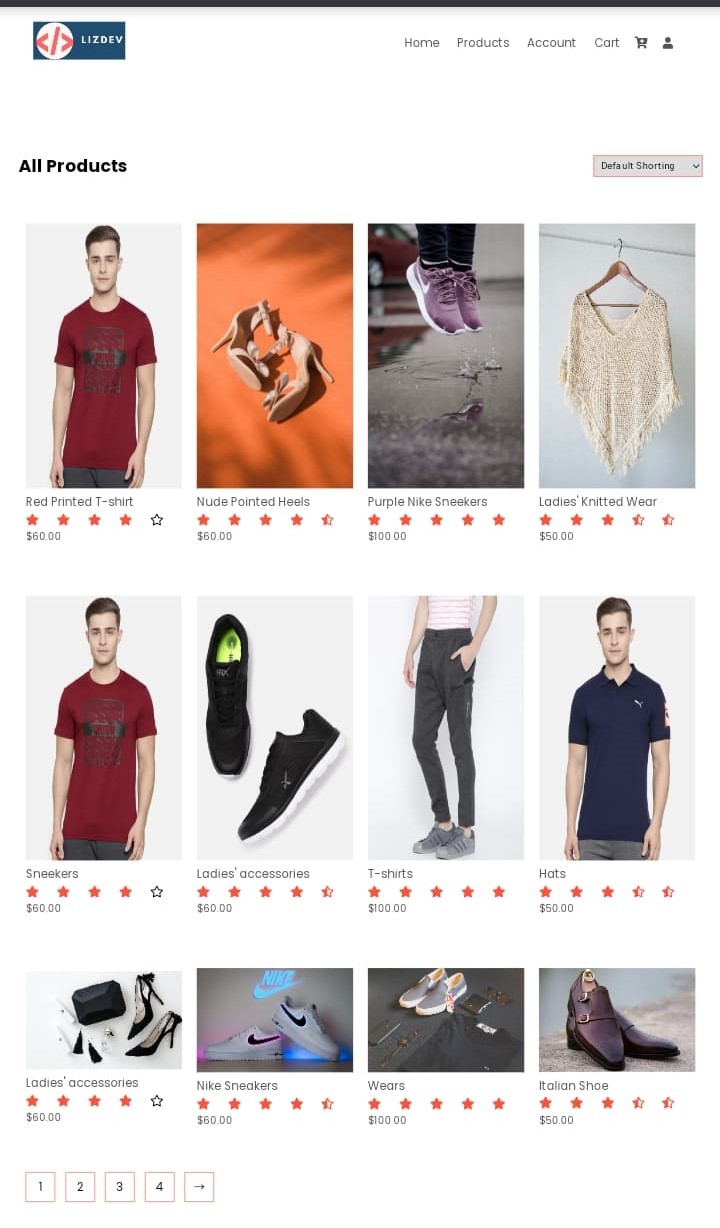 </> LIZDEV
Home Products Account Cart
All Products
Default Shorting
Red Printed T-shirt
$60.00
Nude Pointed Heels
$60.00
Purple Nike Sneekers
$100.00
Ladies' Knitted Wear
$50.00
Sneekers
$60.00
Ladies' accessories
$60.00
T-shirts
$100.00
Hats
$50.00
Ladies' accessories
$60.00
NIKE
Nike Sneakers
$60.00
Wears
$100.00
Italian Shoe
$50.00
1 2 3 4 →